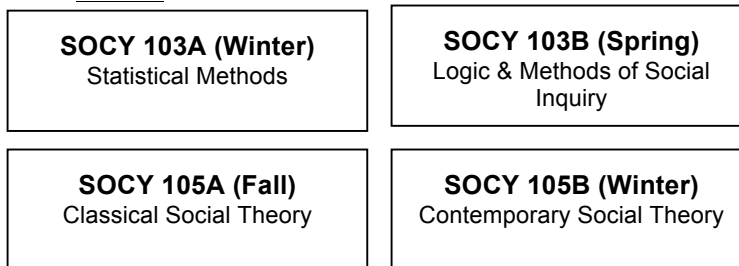 SOCY 103A (Winter)
Statistical Methods
SOCY 103B (Spring)
Logic & Methods of Social
Inquiry
SOCY 105A (Fall)
Classical Social Theory
SOCY 105B (Winter)
Contemporary Social Theory